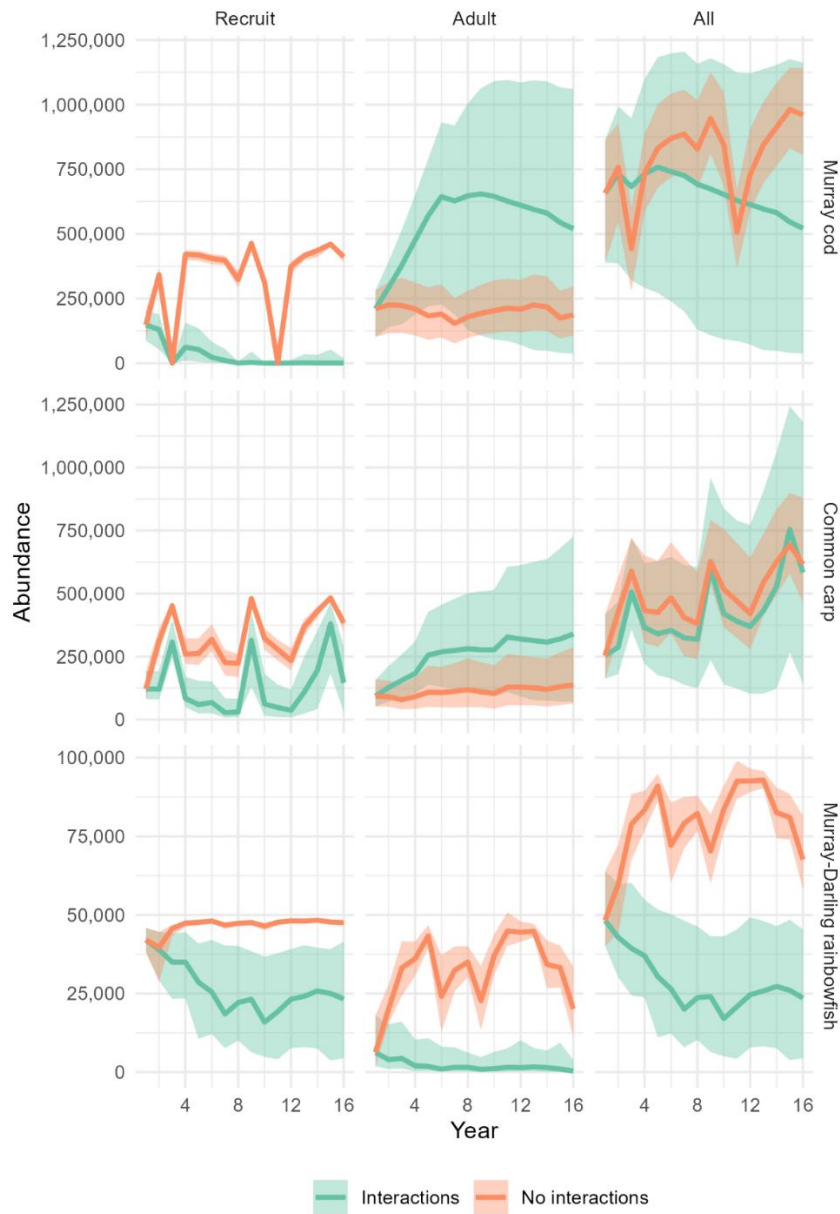 Recruit Adult All
1,250,000
1,000,000
750,000
500,000
250,000
0
Murray cod
1,250,000
1,000,000
750,000
500,000
250,000
0
Common carp
100,000
75,000
50,000
25,000
0
Murray-Darling rainbowfish
Abundance
4 8 12 16 4 8 12 16 4 8 12 16
Year
Interactions No interactions